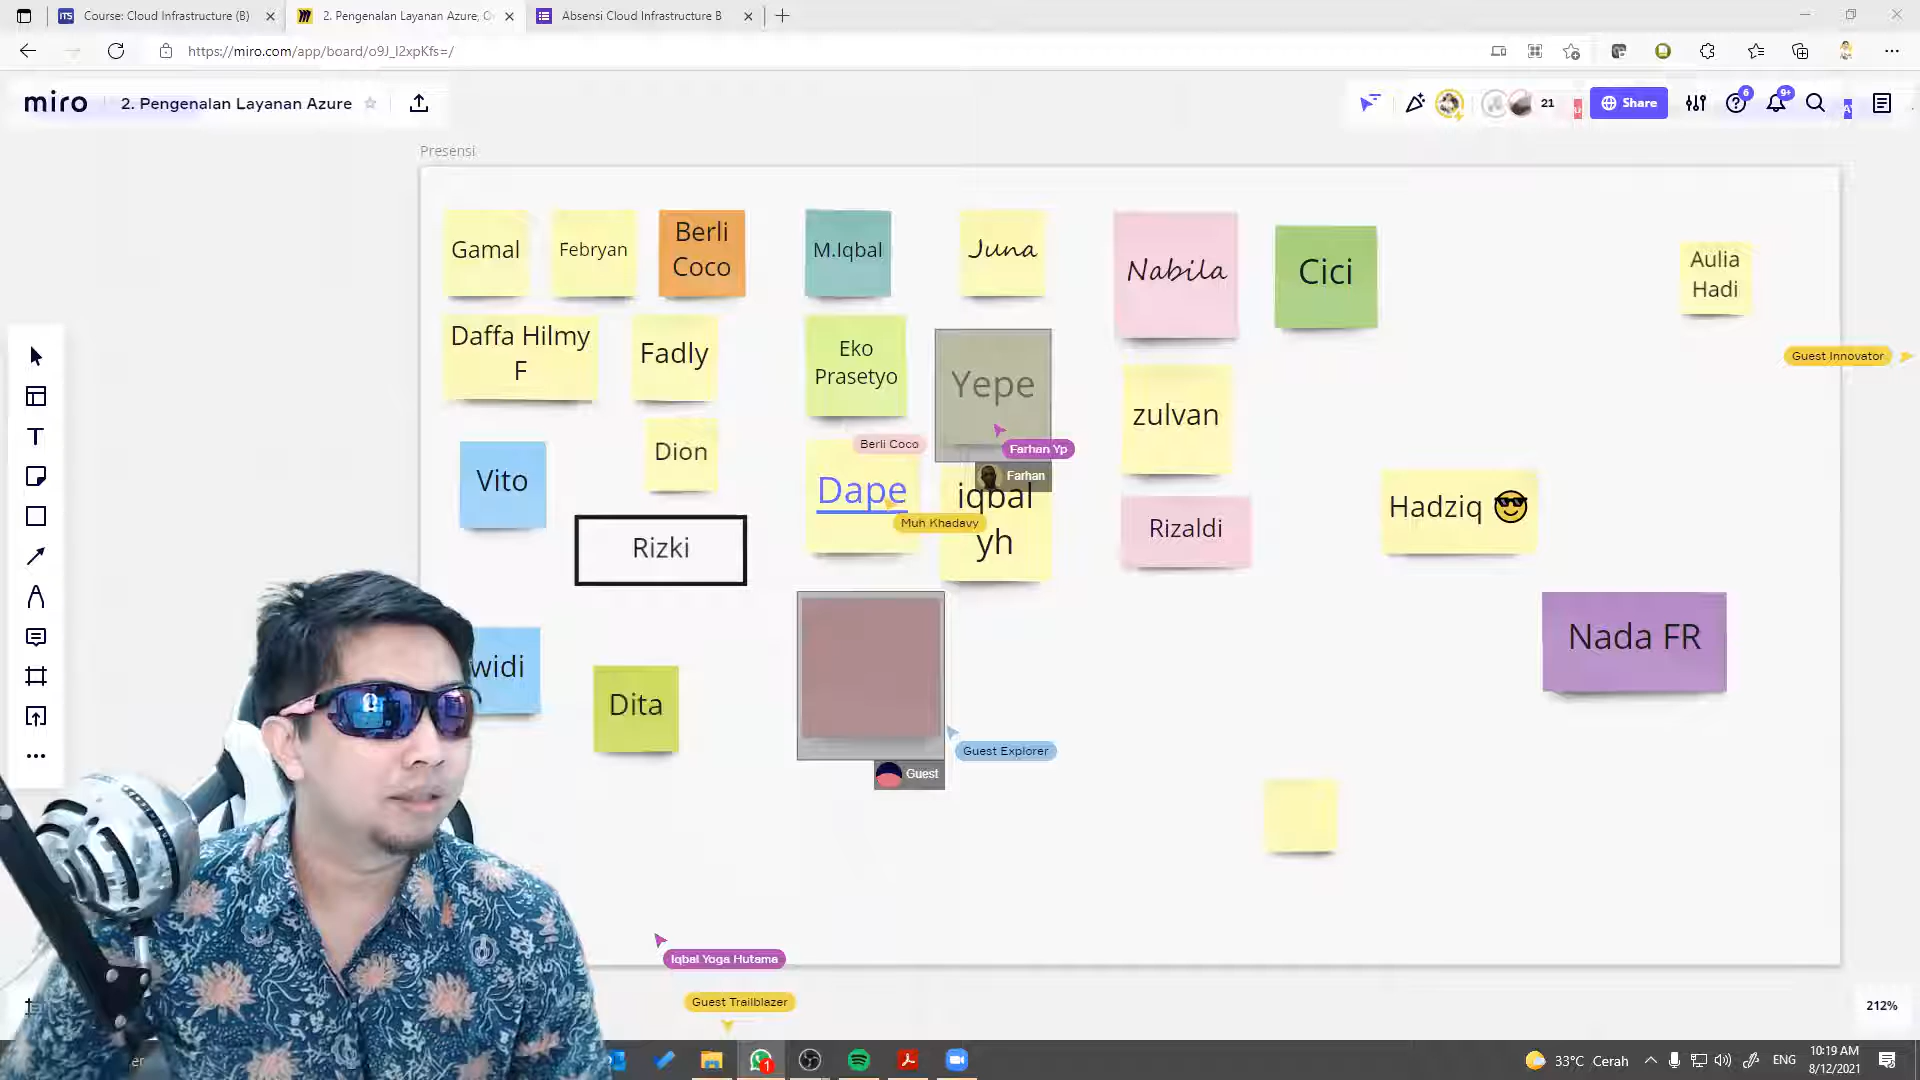 Course: Cloud Infrastructure (B)
2. Pengenalan Layanan Azure, O
Absensi Cloud Infrastructure B
https://miro.com/app/board/o9J_l2xpKfs=/
miro
2. Pengenalan Layanan Azure
21
Share
6
9+
Presensi
Gamal
Febryan
Berli
Coco
M.Iqbal
Juna
Nabila
Cici
Aulia
Hadi
Guest Innovator
Daffa Hilmy
F
Fadly
Eko
Prasetyo
Yepe
zulvan
Berli Coco
Farhan Yp
Farhan
Vito
Dion
Dape
Muh Khadavy
iqbal
yh
Rizaldi
Hadziq 😎
Rizki
Nada FR
widi
Dita
Guest Explorer
Guest
Iqbal Yoga Hutama
Guest Trailblazer
212%
1
33°C Cerah
ENG
10:19 AM
8/12/2021